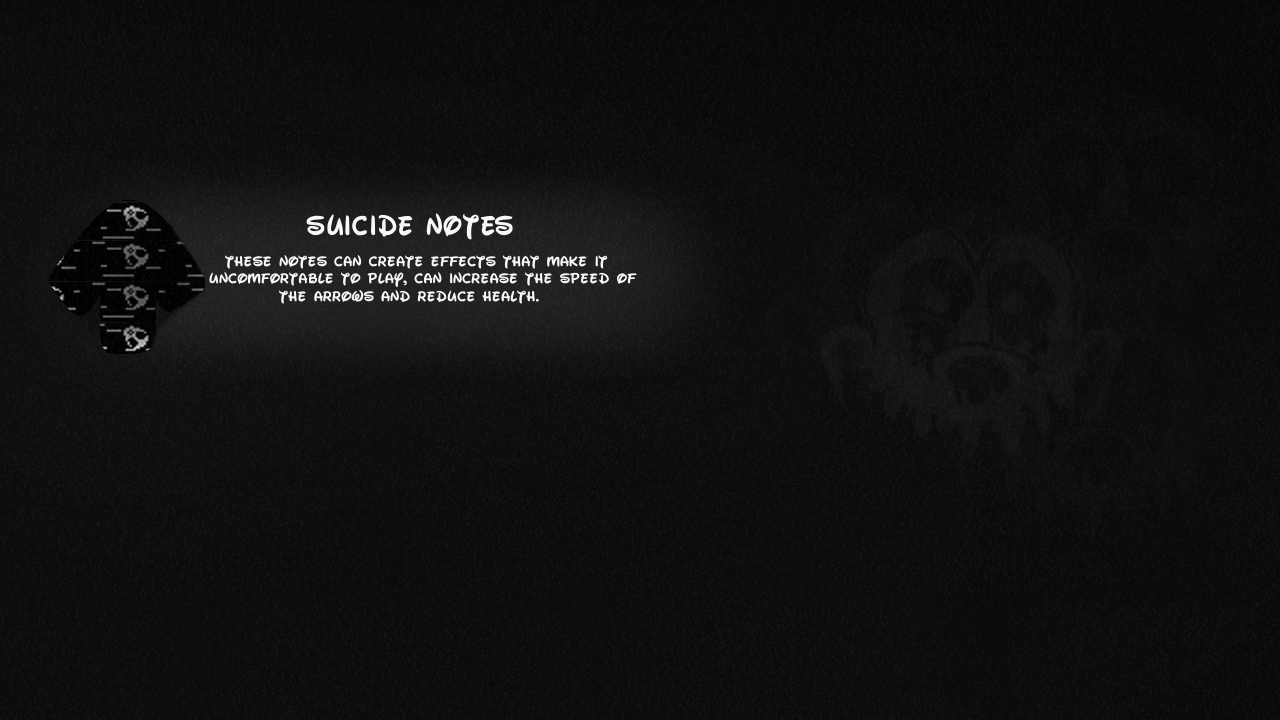 SUICIDE NOTES
THESE NOTES CAN CREATE EFFECTS THAT MAKE IT
UNCOMFORTABLE TO PLAY, CAN INCREASE THE SPEED OF
THE ARROWS AND REDUCE HEALTH.